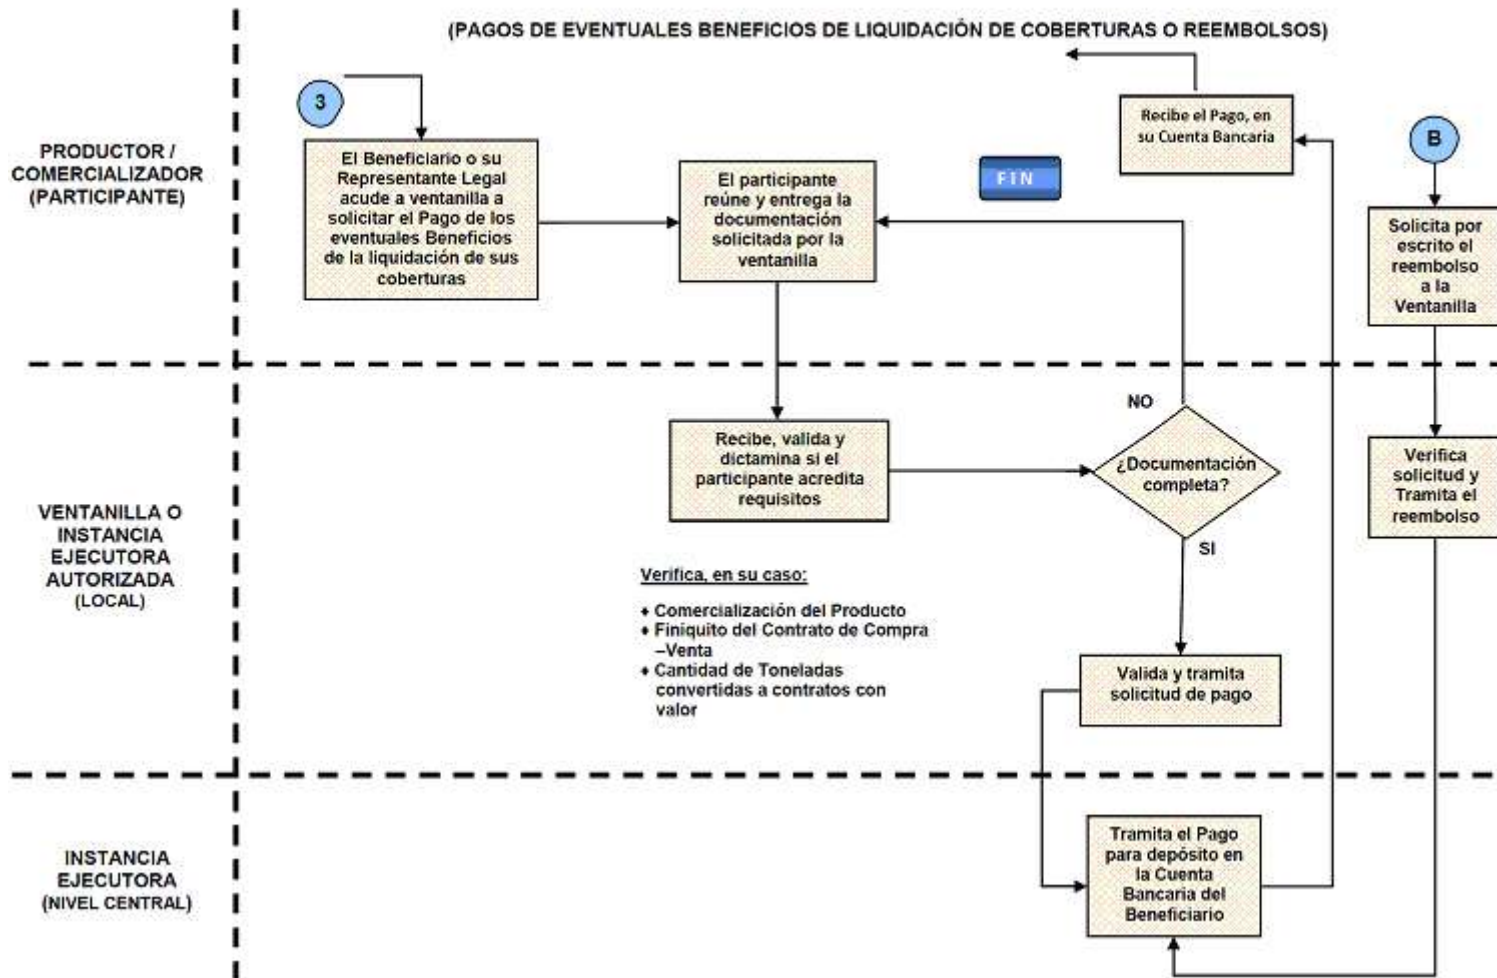 (PAGOS DE EVENTUALES BENEFICIOS DE LIQUIDACIÓN DE COBERTURAS O REEMBOLSOS)
PRODUCTOR /
COMERCIALIZADOR
(PARTICIPANTE)
3
El Beneficiario o su
Representante Legal
acude a ventanilla a
solicitar el Pago de los
eventuales Beneficios
de la liquidación de sus
coberturas
El participante
reúne y entrega la
documentación
solicitada por la
ventanilla
FIN
Recibe el Pago, en
su Cuenta Bancaria
B
Solicita por
escrito el
reembolso
a la
Ventanilla
VENTANILLA O
INSTANCIA
EJECUTORA
AUTORIZADA
(LOCAL)
Recibe, valida y
dictamina si el
participante acredita
requisitos
NO
¿Documentación
completa?
SI
Verifica
solicitud y
Tramita el
reembolso
Verifica, en su caso:
♦ Comercialización del Producto
♦ Finiquito del Contrato de Compra
–Venta
♦ Cantidad de Toneladas
convertidas a contratos con
valor
Valida y tramita
solicitud de pago
INSTANCIA
EJECUTORA
(NIVEL CENTRAL)
Tramita el Pago
para depósito en
la Cuenta
Bancaria del
Beneficiario